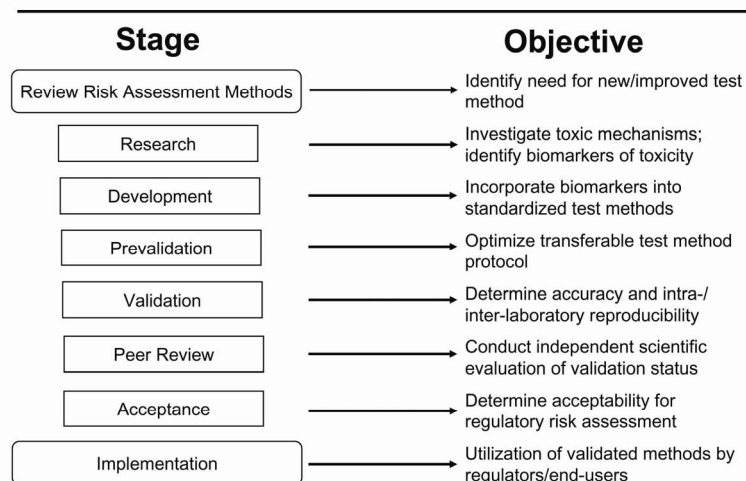 Stage
Objective
Review Risk Assessment Methods
Identify need for new/improved test
method
Research
Investigate toxic mechanisms;
identify biomarkers of toxicity
Development
Incorporate biomarkers into
standardized test methods
Prevalidation
Optimize transferable test method
protocol
Validation
Determine accuracy and intra-/
inter-laboratory reproducibility
Peer Review
Conduct independent scientific
evaluation of validation status
Acceptance
Determine acceptability for
regulatory risk assessment
Implementation
Utilization of validated methods by
regulators/end-users